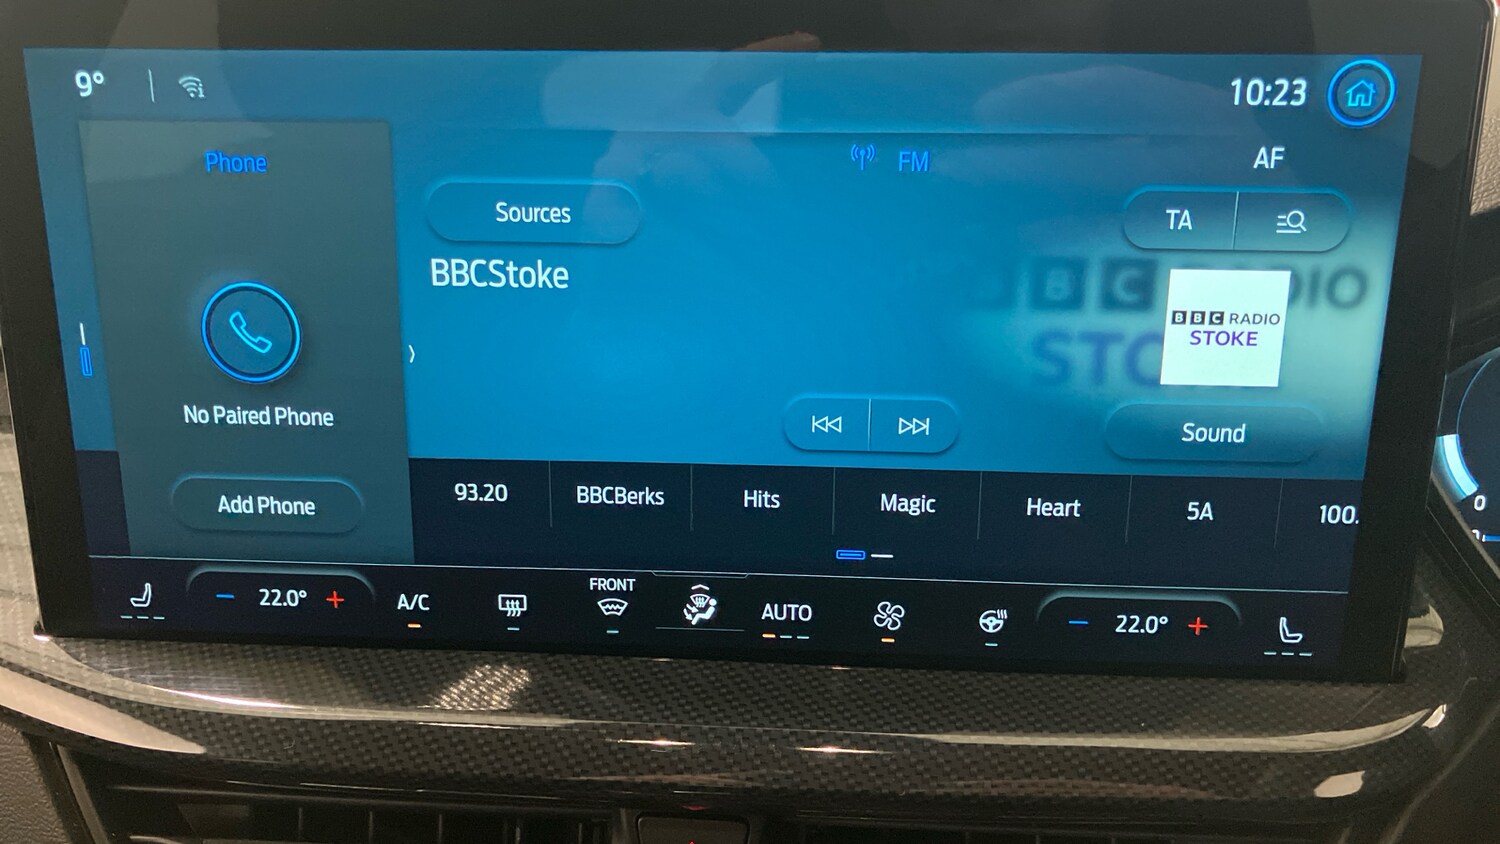 9°
10:23
Phone
FM
AF
Sources
TA
BBCStoke
BBC RADIO
STOKE
No Paired Phone
Sound
Add Phone
93.20
BBCBerks
Hits
Magic
Heart
5A
100.
22.0°
A/C
FRONT
AUTO
22.0°
0